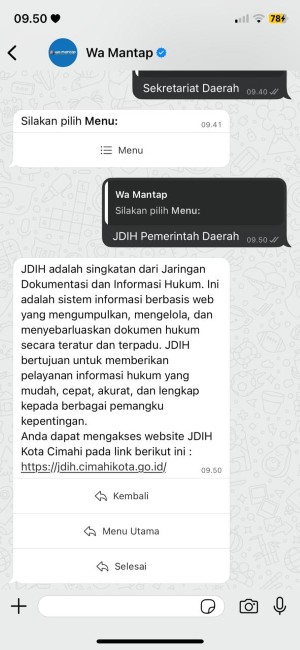 09.50
78
Wa Mantap
Sekretariat Daerah 09.40
Silakan pilih Menu:
09.41
Menu
Wa Mantap
Silakan pilih Menu:
JDIH Pemerintah Daerah 09.50
JDIH adalah singkatan dari Jaringan
Dokumentasi dan Informasi Hukum. Ini
adalah sistem informasi berbasis web
yang mengumpulkan, mengelola, dan
menyebarluaskan dokumen hukum
secara teratur dan terpadu. JDIH
bertujuan untuk memberikan
pelayanan informasi hukum yang
mudah, cepat, akurat, dan lengkap
kepada berbagai pemangku
kepentingan.
Anda dapat mengakses website JDIH
Kota Cimahi pada link berikut ini :
https://jdih.cimahikota.go.id/ 09.50
Kembali
Menu Utama
Selesai